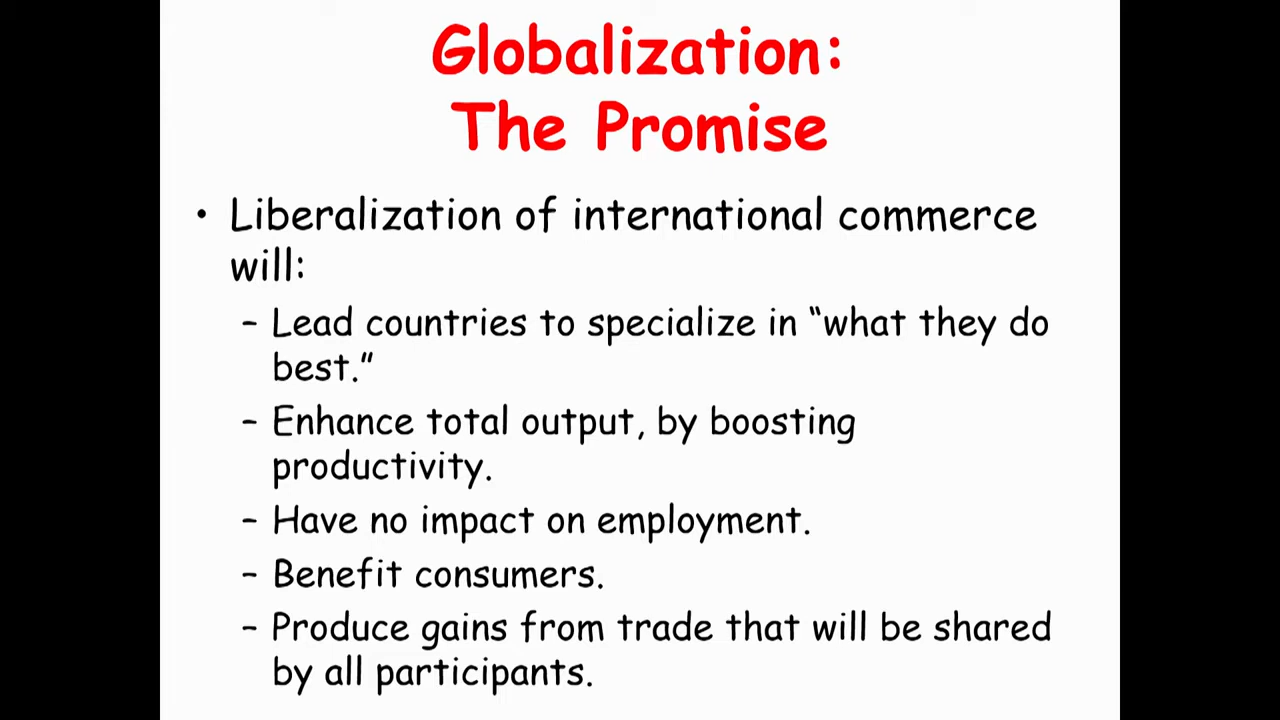 Globalization:
The Promise
• Liberalization of international commerce
will:
– Lead countries to specialize in “what they do
best.”
– Enhance total output, by boosting
productivity.
– Have no impact on employment.
– Benefit consumers.
– Produce gains from trade that will be shared
by all participants.